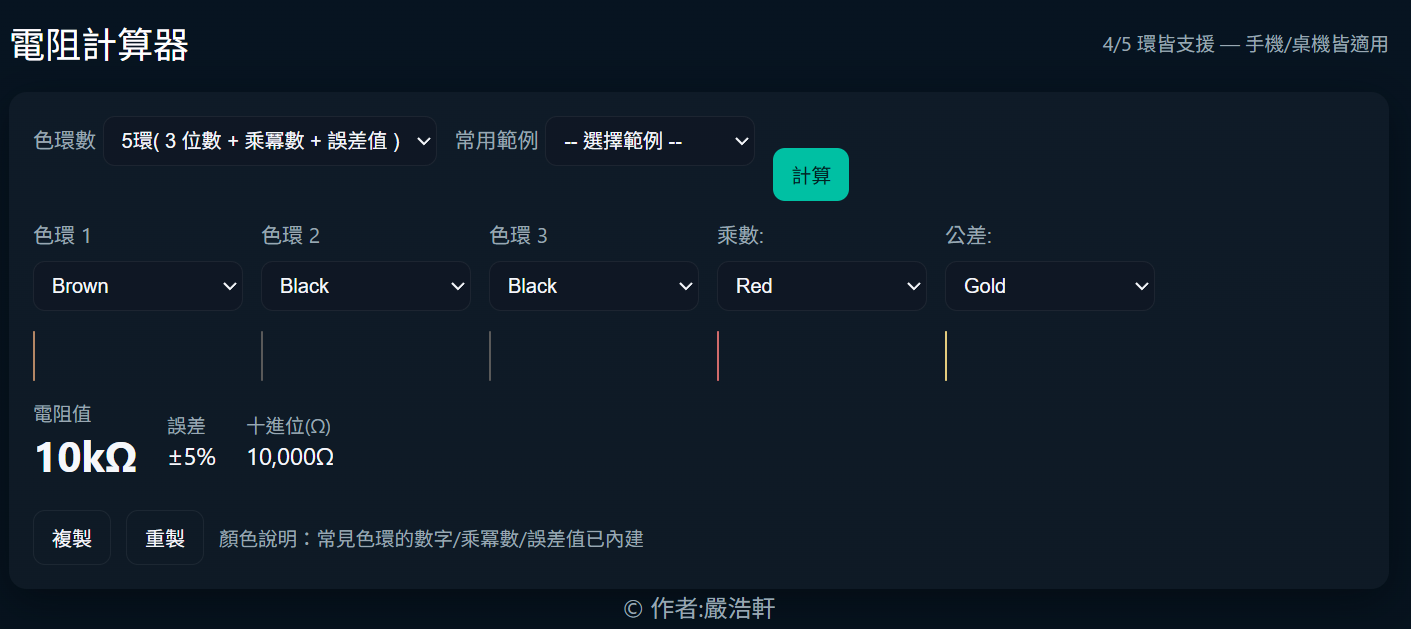 電阻計算器
4/5 環皆支援 — 手機/桌機皆適用
色環數 5環( 3 位數 + 乘冪數 + 誤差值 ) 常用範例 -- 選擇範例 --
計算
色環 1 色環 2 色環 3 乘數: 公差:
Brown Black Black Red Gold
電阻值 誤差 十進位(Ω)
10kΩ ±5% 10,000Ω
複製 重製 顏色說明：常見色環的數字/乘冪數/誤差值已內建
© 作者:嚴浩軒